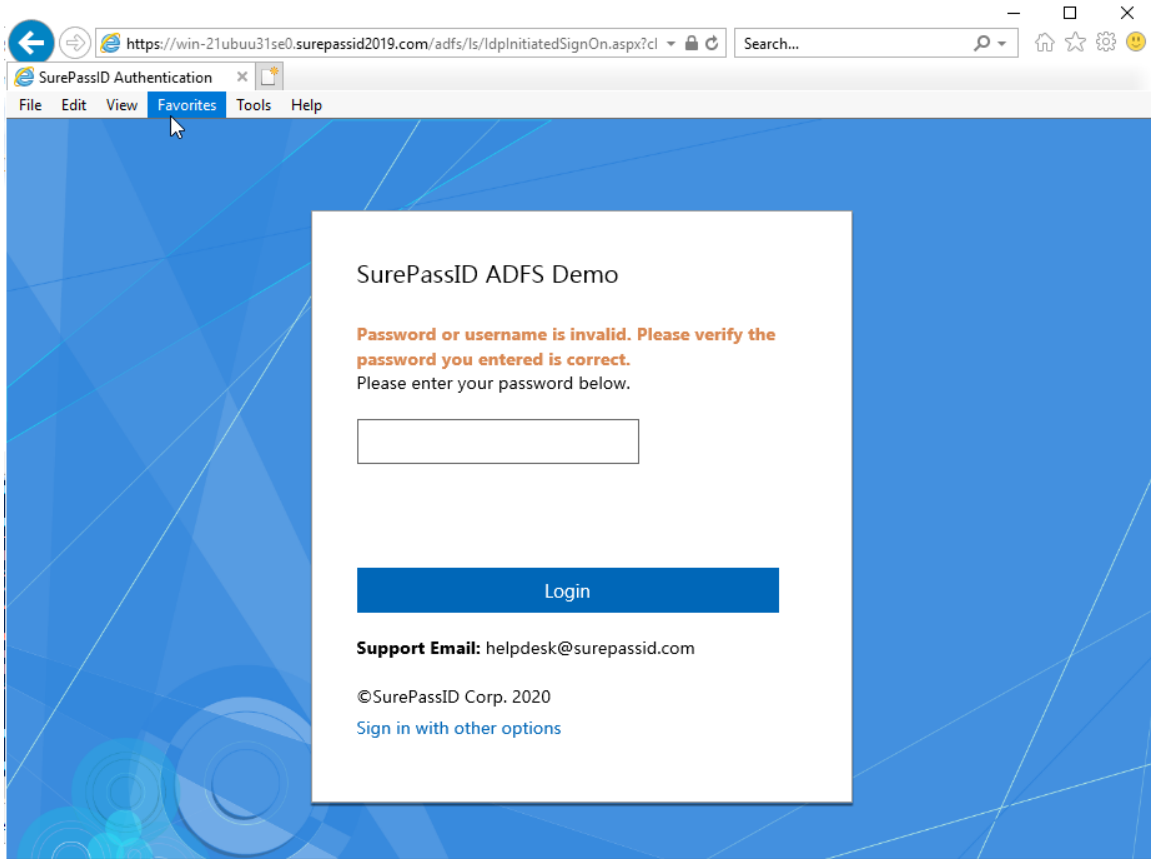 https://win-21ubuu31se0.surepassid2019.com/adfs/ls/IdpInitiatedSignOn.aspx?cl
Search...
SurePassID Authentication
File Edit View Favorites Tools Help
SurePassID ADFS Demo
Password or username is invalid. Please verify the
password you entered is correct.
Please enter your password below.
Login
Support Email: helpdesk@surepassid.com
©SurePassID Corp. 2020
Sign in with other options